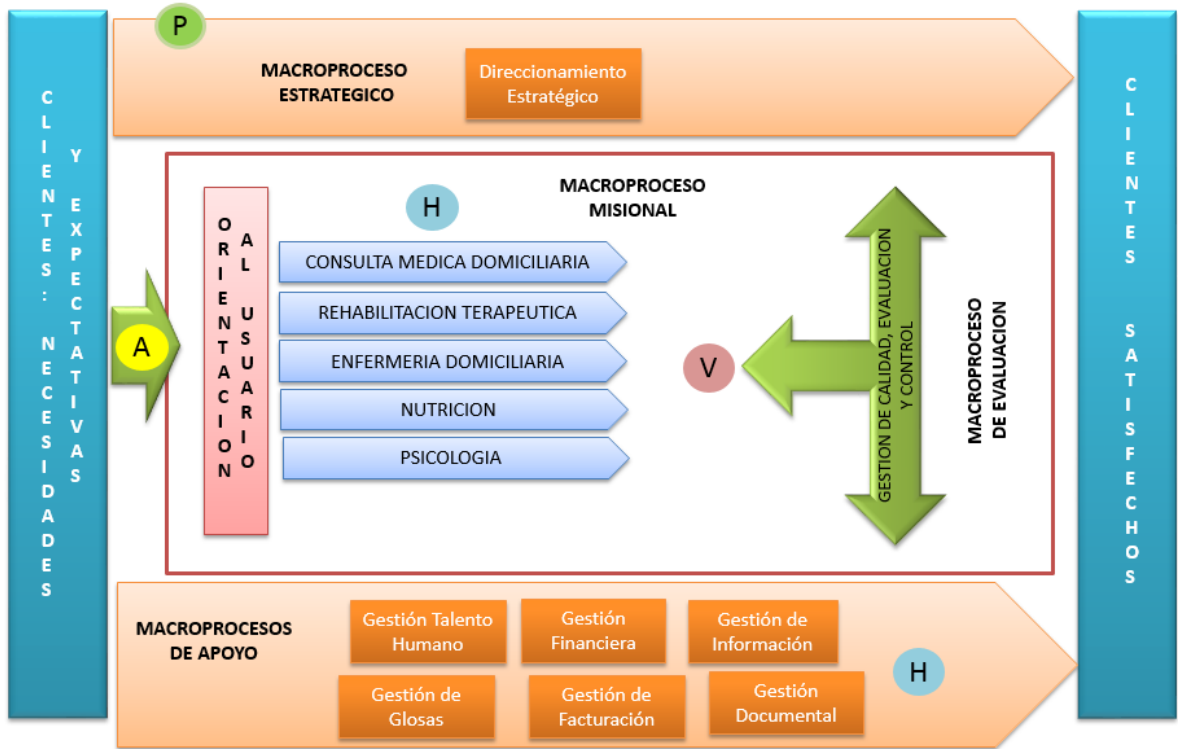 CLIENTES: NECESIDADES
Y EXPECTATIVAS
P
MACROPROCESO
ESTRATEGICO
Direccionamiento
Estratégico
A
ORIENTACION
AL USUARIO
H
MACROPROCESO
MISIONAL
CONSULTA MEDICA DOMICILIARIA
REHABILITACION TERAPEUTICA
ENFERMERIA DOMICILIARIA
NUTRICION
PSICOLOGIA
V
GESTION DE CALIDAD, EVALUACION
Y CONTROL
MACROPROCESO
DE EVALUACION
MACROPROCESOS
DE APOYO
Gestión Talento
Humano
Gestión
Financiera
Gestión de
Información
Gestión de
Glosas
Gestión de
Facturación
Gestión
Documental
H
CLIENTES SATISFECHOS